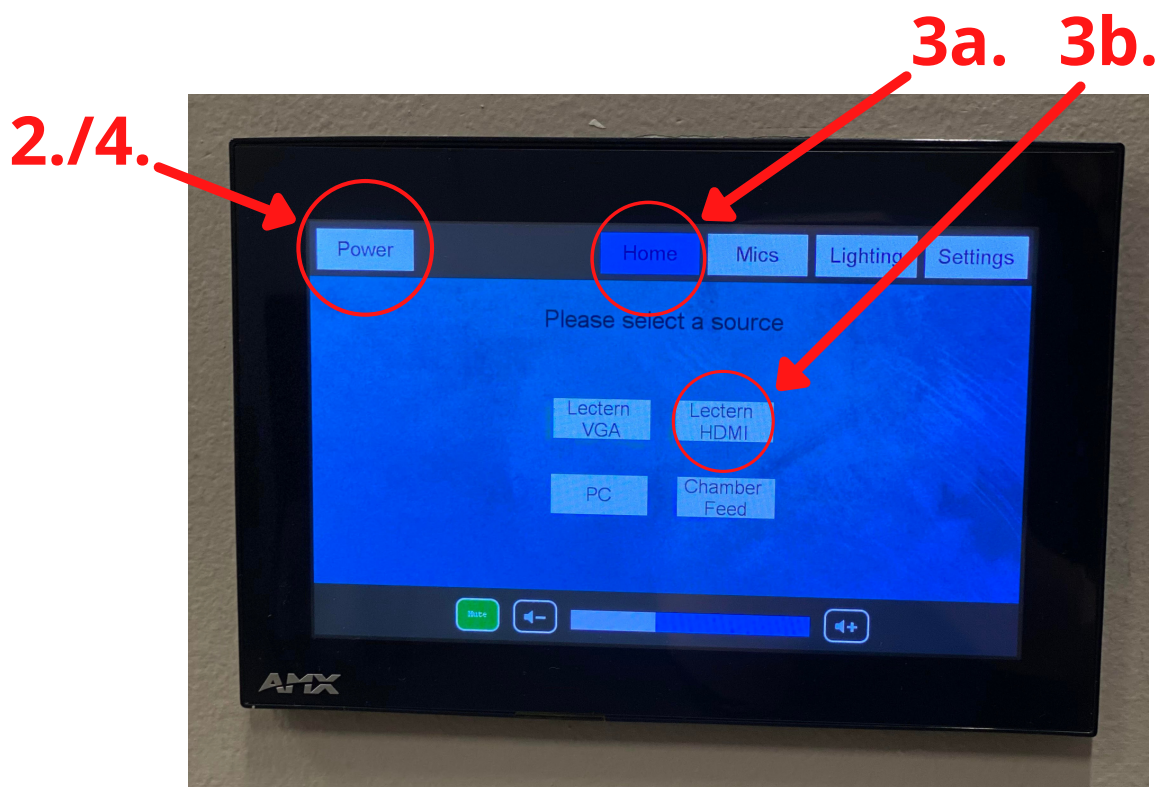 3a. 3b.
2./4.
Power Home Mics Lighting Settings
Please select a source
Lectern
VGA
Lectern
HDMI
PC
Chamber
Feed
Mute
AMX